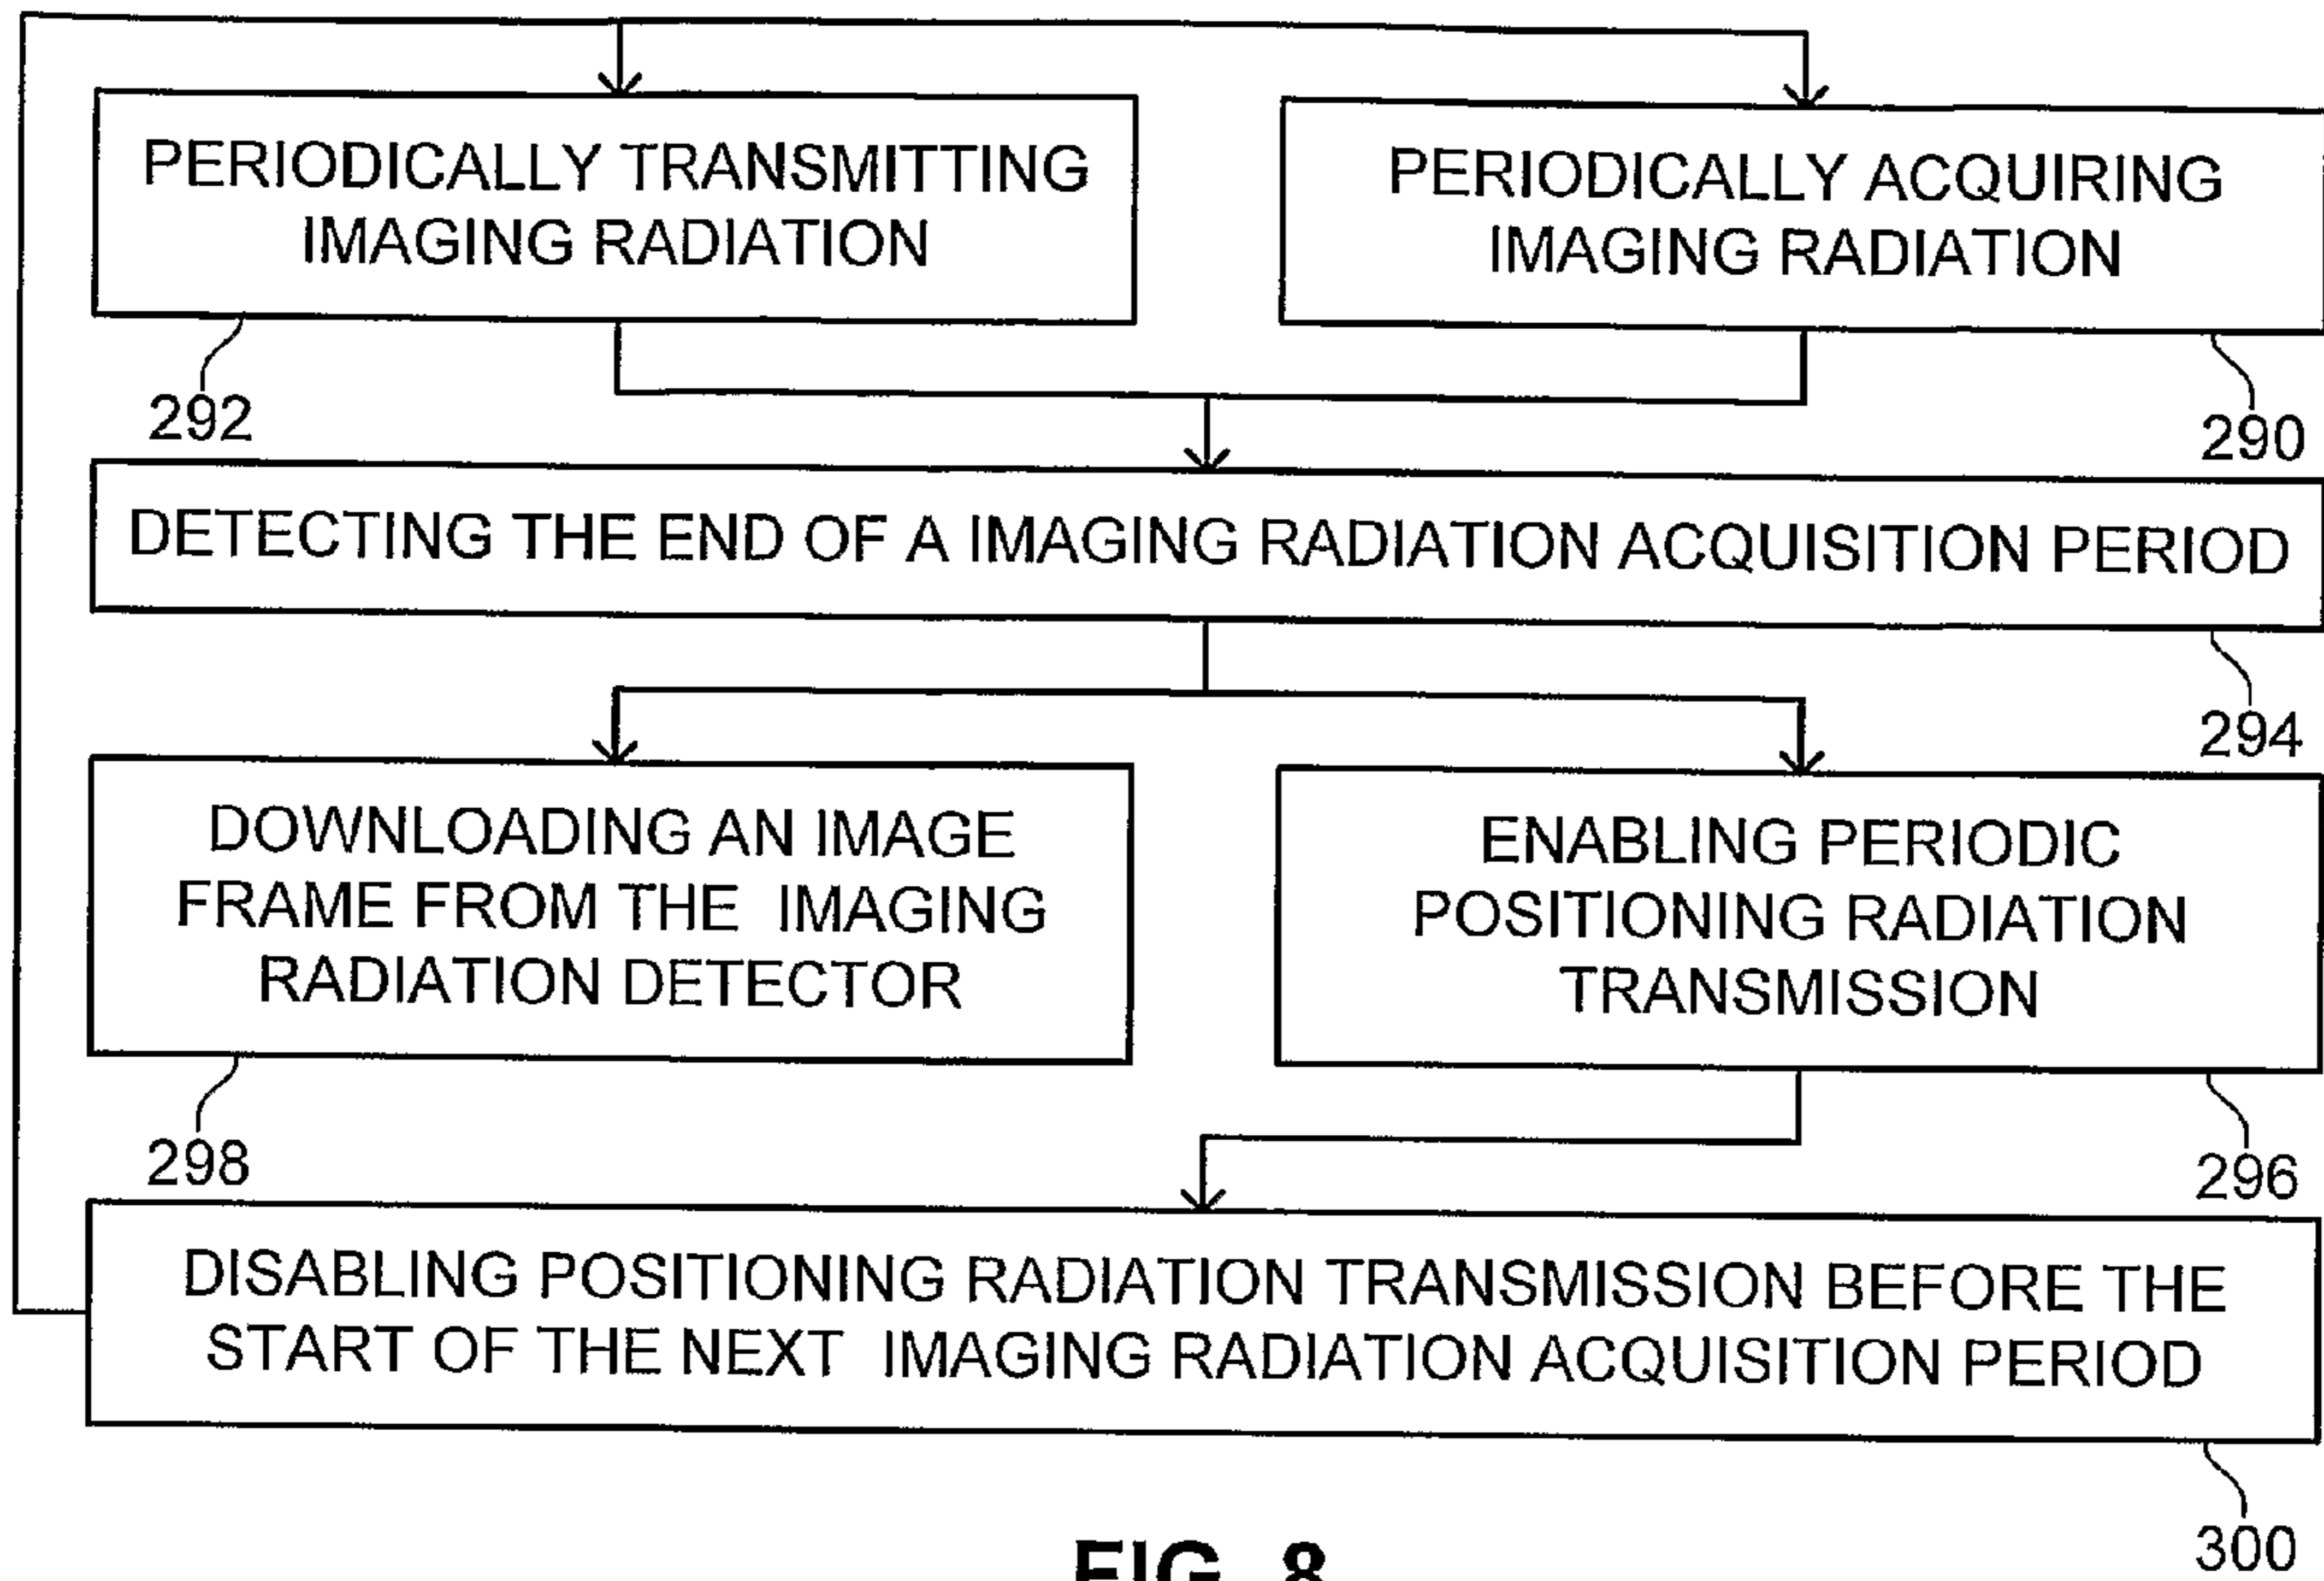 PERIODICALLY TRANSMITTING
IMAGING RADIATION
292
PERIODICALLY ACQUIRING
IMAGING RADIATION
290
DETECTING THE END OF A IMAGING RADIATION ACQUISITION PERIOD
294
DOWNLOADING AN IMAGE
FRAME FROM THE IMAGING
RADIATION DETECTOR
298
ENABLING PERIODIC
POSITIONING RADIATION
TRANSMISSION
296
DISABLING POSITIONING RADIATION TRANSMISSION BEFORE THE
START OF THE NEXT IMAGING RADIATION ACQUISITION PERIOD
300
FIG. 8